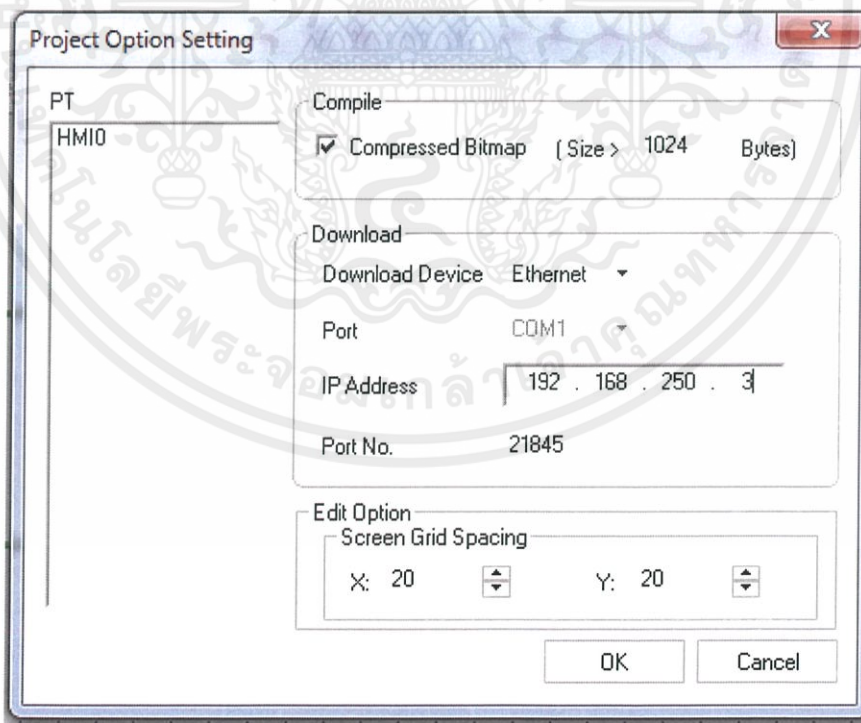 Project Option Setting
PT
HMI0
Compile
Compressed Bitmap ( Size > 1024 Bytes)
Download
Download Device Ethernet
Port COM1
IP Address 192 . 168 . 250 . 3
Port No. 21845
Edit Option
Screen Grid Spacing
X: 20 Y: 20
OK Cancel